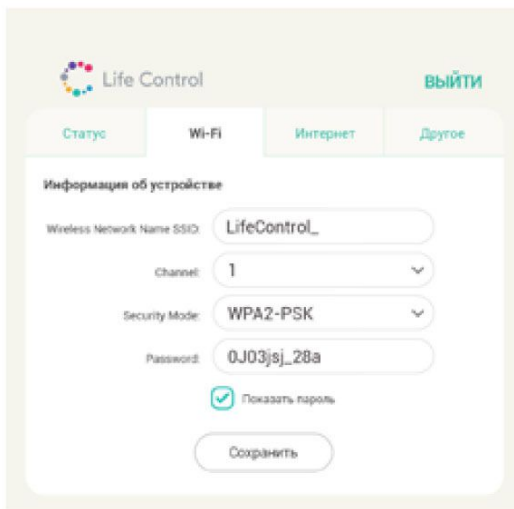 Life Control
ВЫЙТИ
Статус Wi-Fi Интернет Другое
Информация об устройстве
Wireless Network Name SSID: LifeControl_
Channel: 1
Security Mode: WPA2-PSK
Password: 0J03jsj_28a
Показать пароль
Сохранить